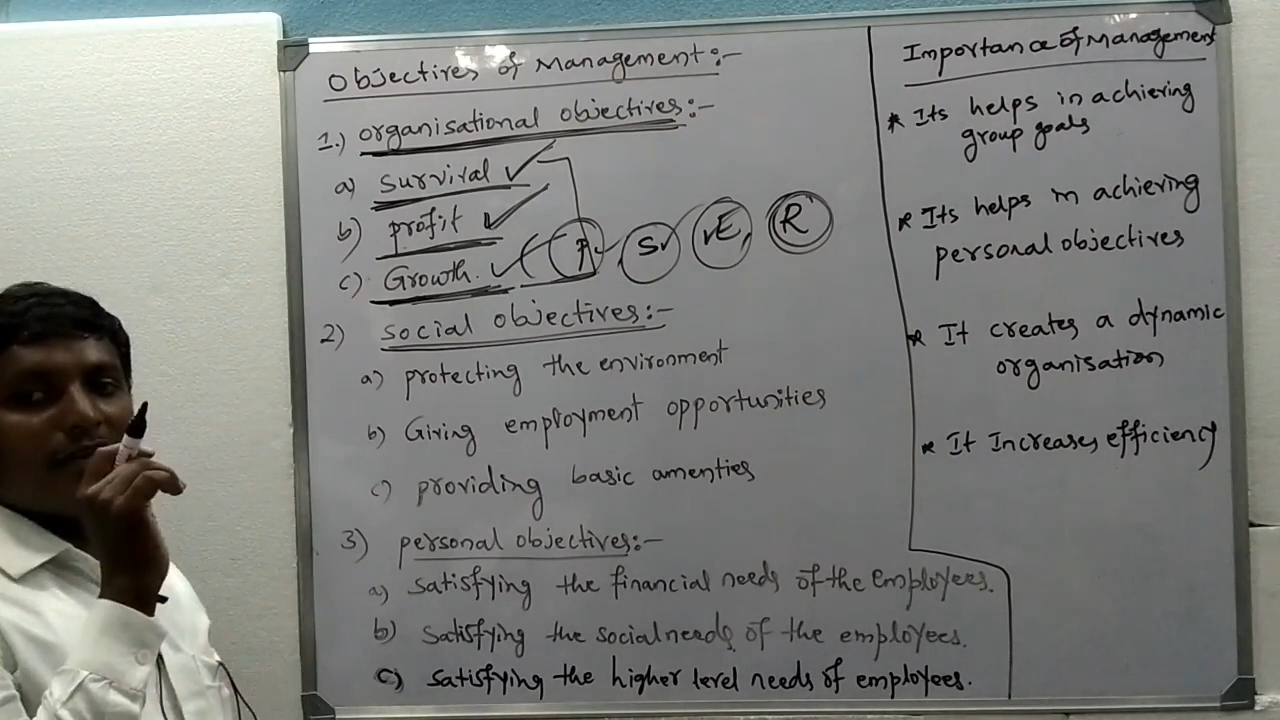 Objectives of Management:-
1.) organisational objectives:-
a) Survival ✓
b) profit ✓
c) Growth. ✓
P S E R
2) social objectives:-
a) protecting the environment
b) Giving employment opportunities
c) providing basic amenties
3) personal objectives:-
a) satisfying the financial needs of the Employees.
b) satisfying the social needs of the employees.
c) satisfying the higher level needs of employees.
Importance of Management
* Its helps in achieving
group goals
* Its helps in achieving
personal objectives
* It creates a dynamic
organisation
* It Increases efficiency